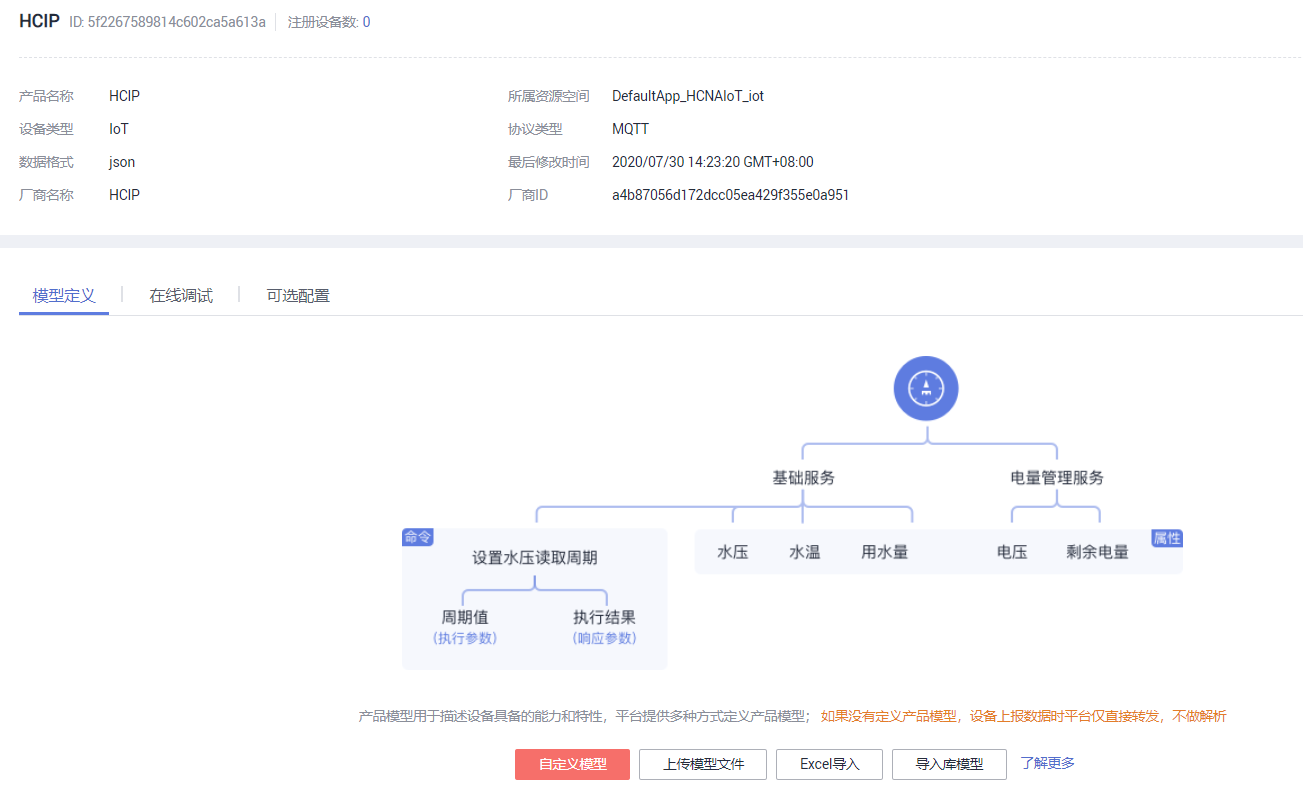 HCIP ID: 5f2267589814c602ca5a613a 注册设备数: 0
产品名称 HCIP 所属资源空间 DefaultApp_HCNAIoT_iot
设备类型 IoT 协议类型 MQTT
数据格式 json 最后修改时间 2020/07/30 14:23:20 GMT+08:00
厂商名称 HCIP 厂商ID a4b87056d172dcc05ea429f355e0a951
模型定义 在线调试 可选配置
基础服务 电量管理服务
命令 属性
设置水压读取周期 水压 水温 用水量 电压 剩余电量
周期值 执行结果
(执行参数) (响应参数)
产品模型用于描述设备具备的能力和特性，平台提供多种方式定义产品模型； 如果没有定义产品模型，设备上报数据时平台仅直接转发，不做解析
自定义模型 上传模型文件 Excel导入 导入库模型 了解更多